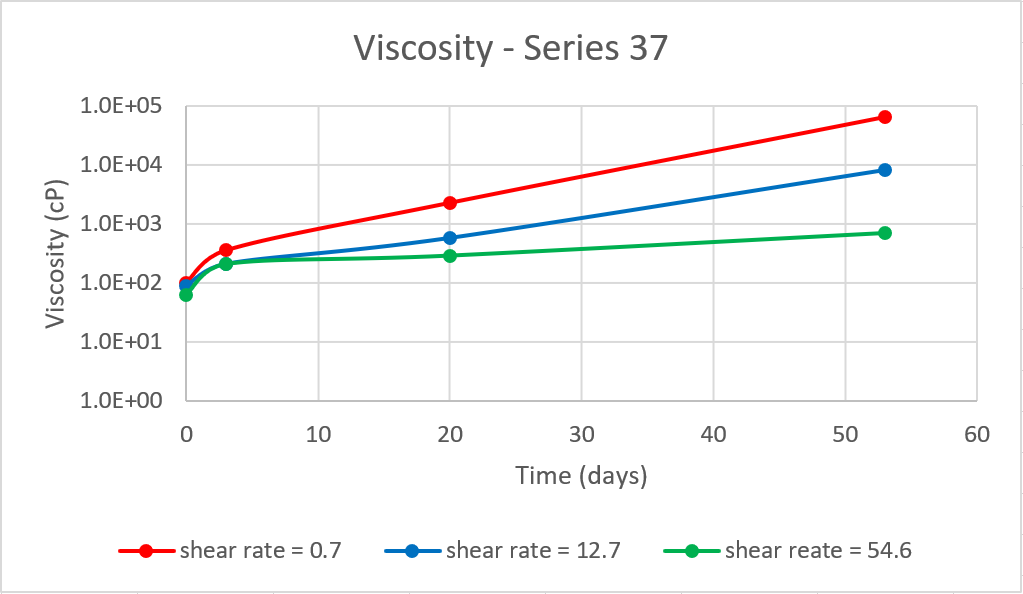 Viscosity - Series 37
1.0E+05
1.0E+04
1.0E+03
1.0E+02
1.0E+01
1.0E+00
Viscosity (cP)
0 10 20 30 40 50 60
Time (days)
shear rate = 0.7 shear rate = 12.7 shear reate = 54.6